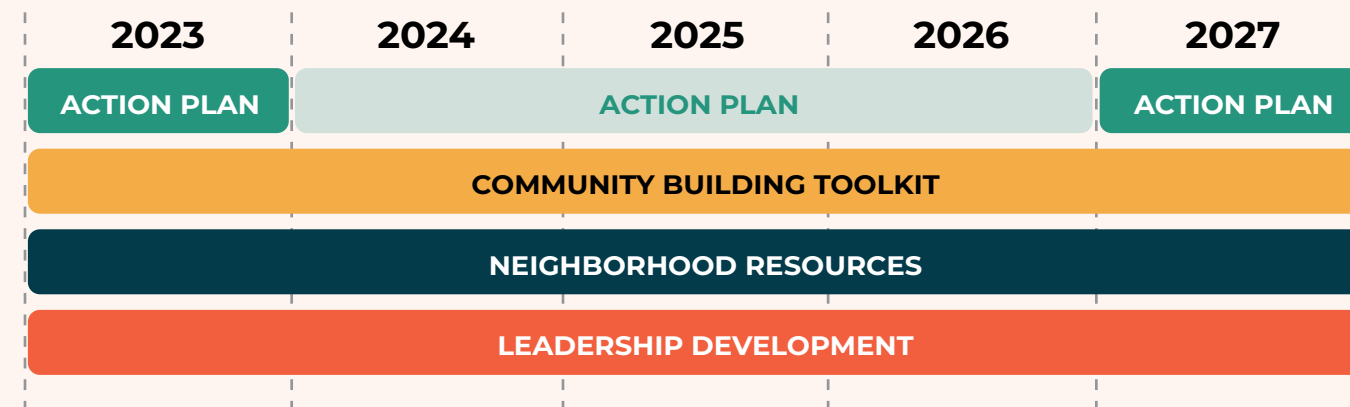 2023 2024 2025 2026 2027
ACTION PLAN ACTION PLAN ACTION PLAN
COMMUNITY BUILDING TOOLKIT
NEIGHBORHOOD RESOURCES
LEADERSHIP DEVELOPMENT